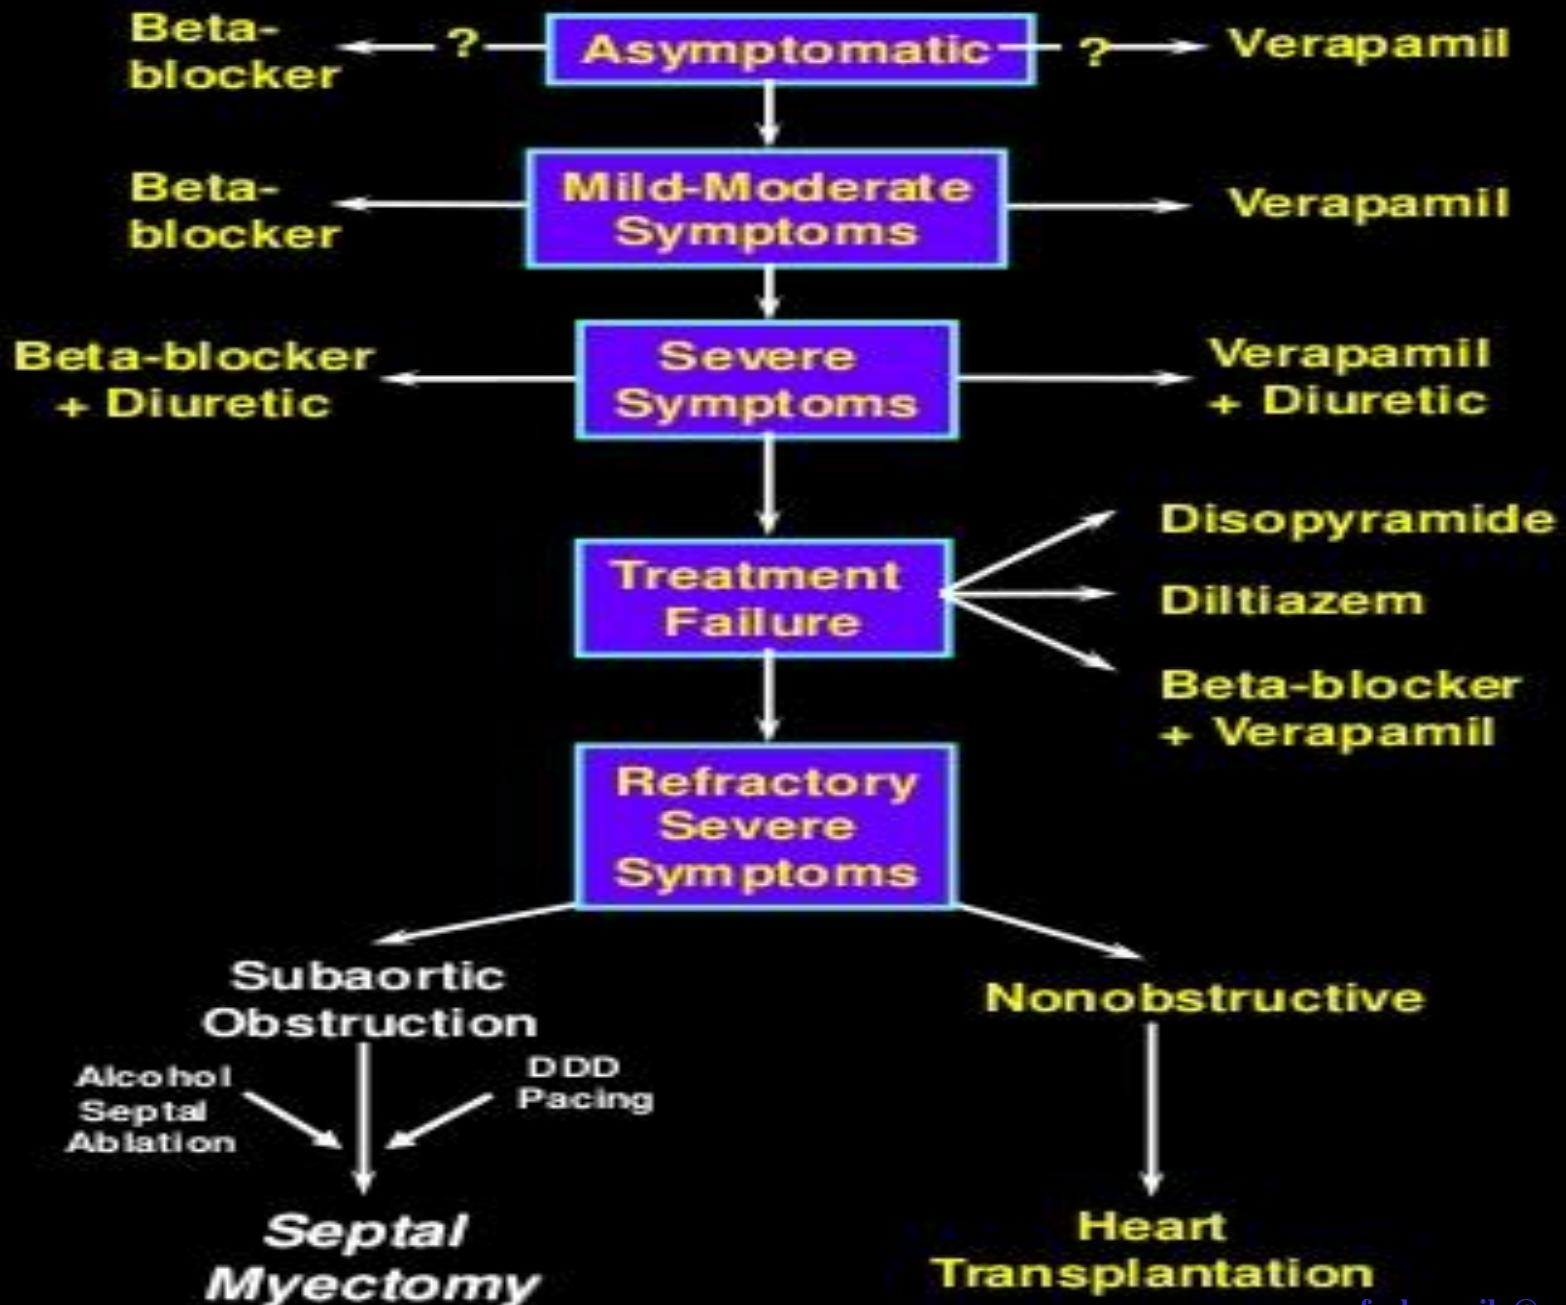 Beta-
blocker
?
Asymptomatic
?
Verapamil
Beta-
blocker
Mild-Moderate
Symptoms
Verapamil
Beta-blocker
+ Diuretic
Severe
Symptoms
Verapamil
+ Diuretic
Treatment
Failure
Disopyramide
Diltiazem
Beta-blocker
+ Verapamil
Refractory
Severe
Symptoms
Subaortic
Obstruction
Nonobstructive
Alcohol
Septal
Ablation
DDD
Pacing
Septal
Myectomy
Heart
Transplantation